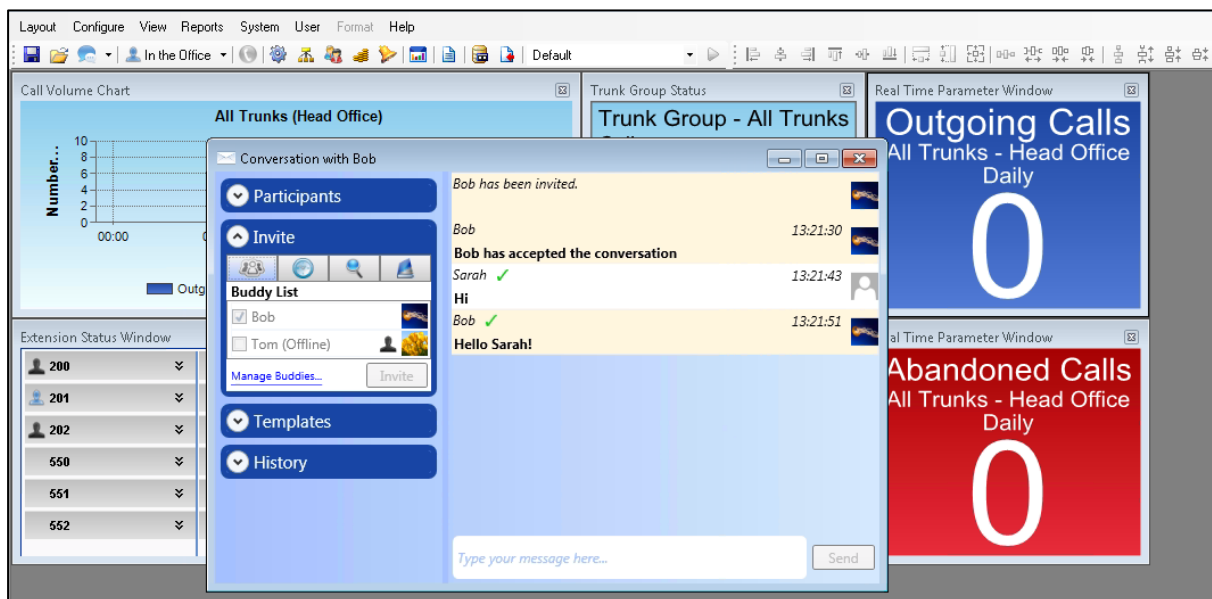 Layout Configure View Reports System User Format Help
In the Office Default
Call Volume Chart
All Trunks (Head Office)
Number...
10
8
6
4
2
0
00:00
Trunk Group Status
Trunk Group - All Trunks
Real Time Parameter Window
Outgoing Calls
All Trunks - Head Office
Daily
0
Conversation with Bob
Participants
Invite
Buddy List
Bob
Tom (Offline)
Manage Buddies...
Invite
Templates
History
Bob has been invited.
Bob 13:21:30
Bob has accepted the conversation
Sarah ✓ 13:21:43
Hi
Bob ✓ 13:21:51
Hello Sarah!
Type your message here...
Send
Extension Status Window
200
201
202
550
551
552
al Time Parameter Window
Abandoned Calls
All Trunks - Head Office
Daily
0